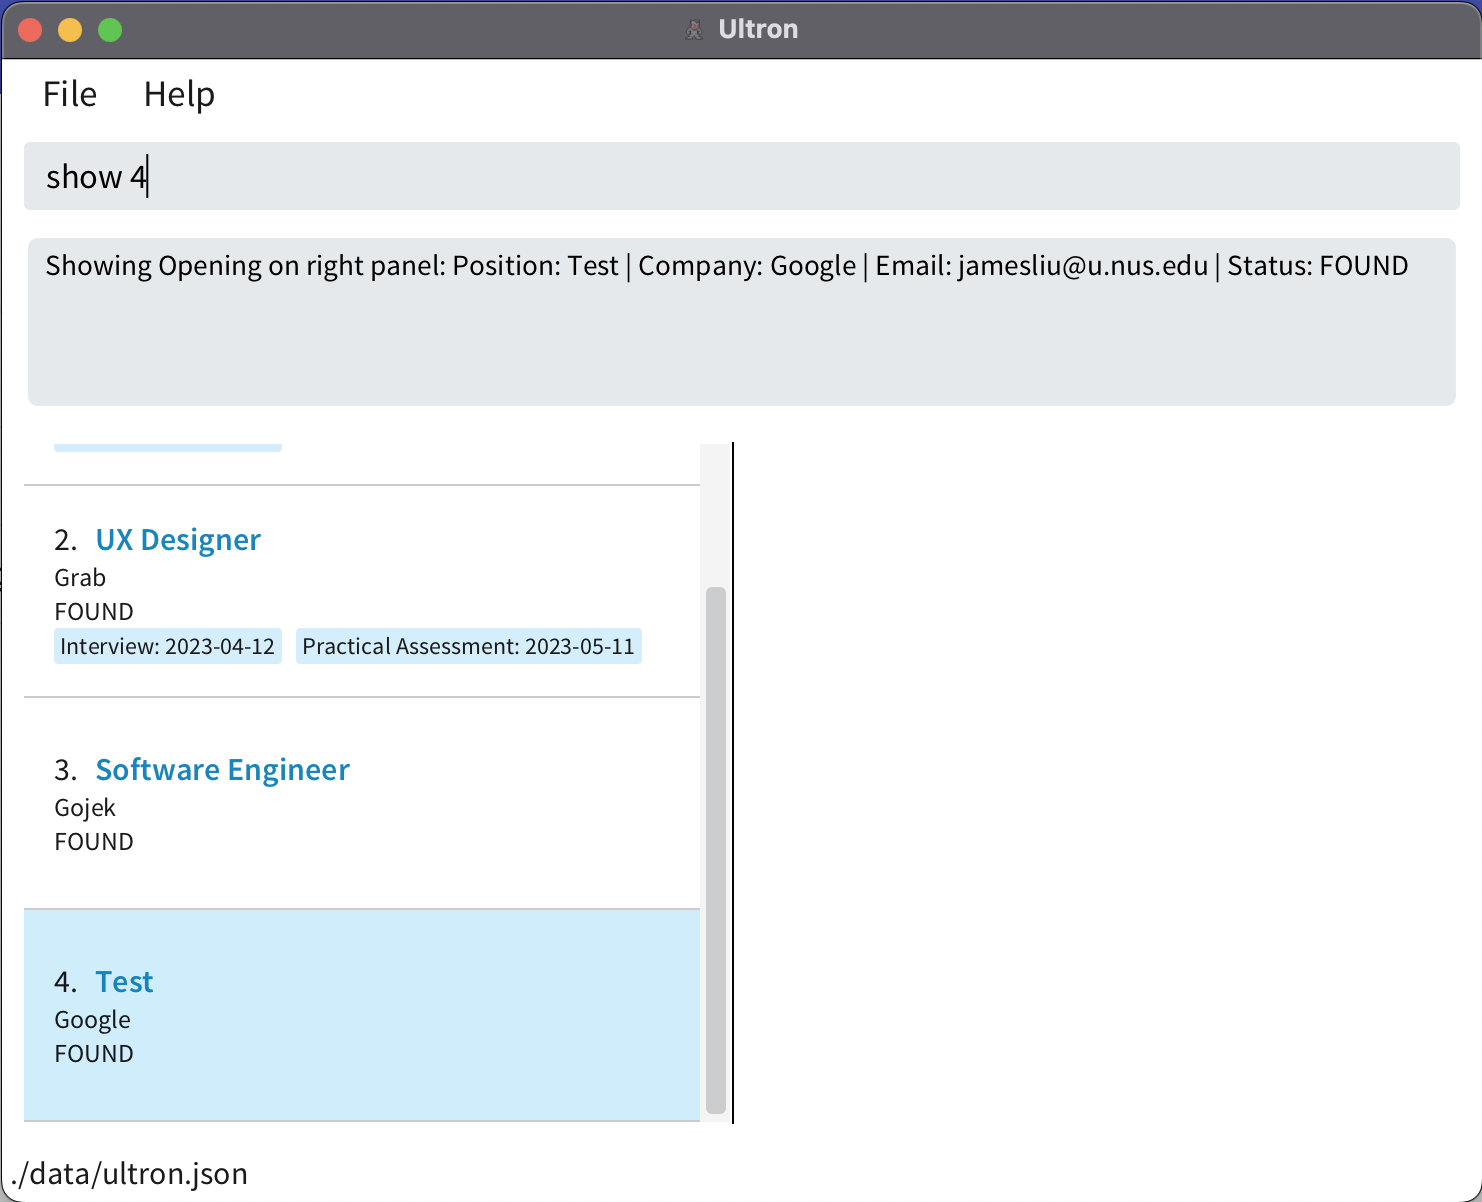 Ultron
File Help
show 4
Showing Opening on right panel: Position: Test | Company: Google | Email: jamesliu@u.nus.edu | Status: FOUND
2. UX Designer
Grab
FOUND
Interview: 2023-04-12 Practical Assessment: 2023-05-11
3. Software Engineer
Gojek
FOUND
4. Test
Google
FOUND
./data/ultron.json